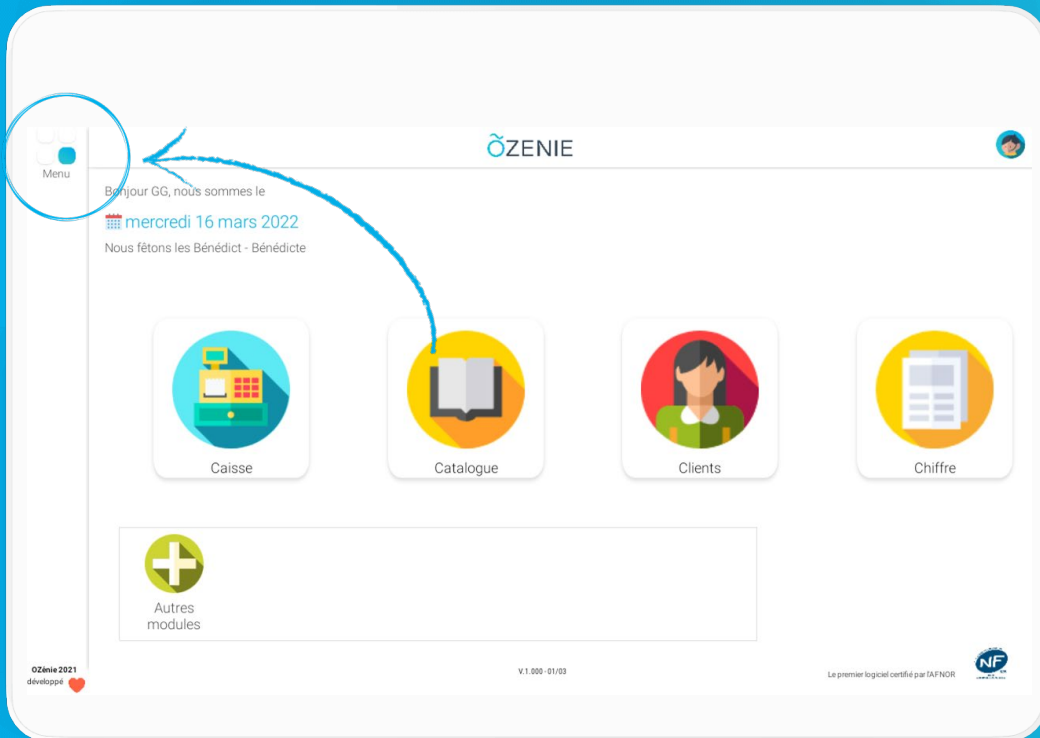 ÕZENIE
Menu
Bonjour GG, nous sommes le
mercredi 16 mars 2022
Nous fêtons les Bénédict - Bénédicte
Caisse
Catalogue
Clients
Chiffre
Autres
modules
OZénie 2021
développé
V.1.000 - 01/03
Le premier logiciel certifié par l'AFNOR
NF